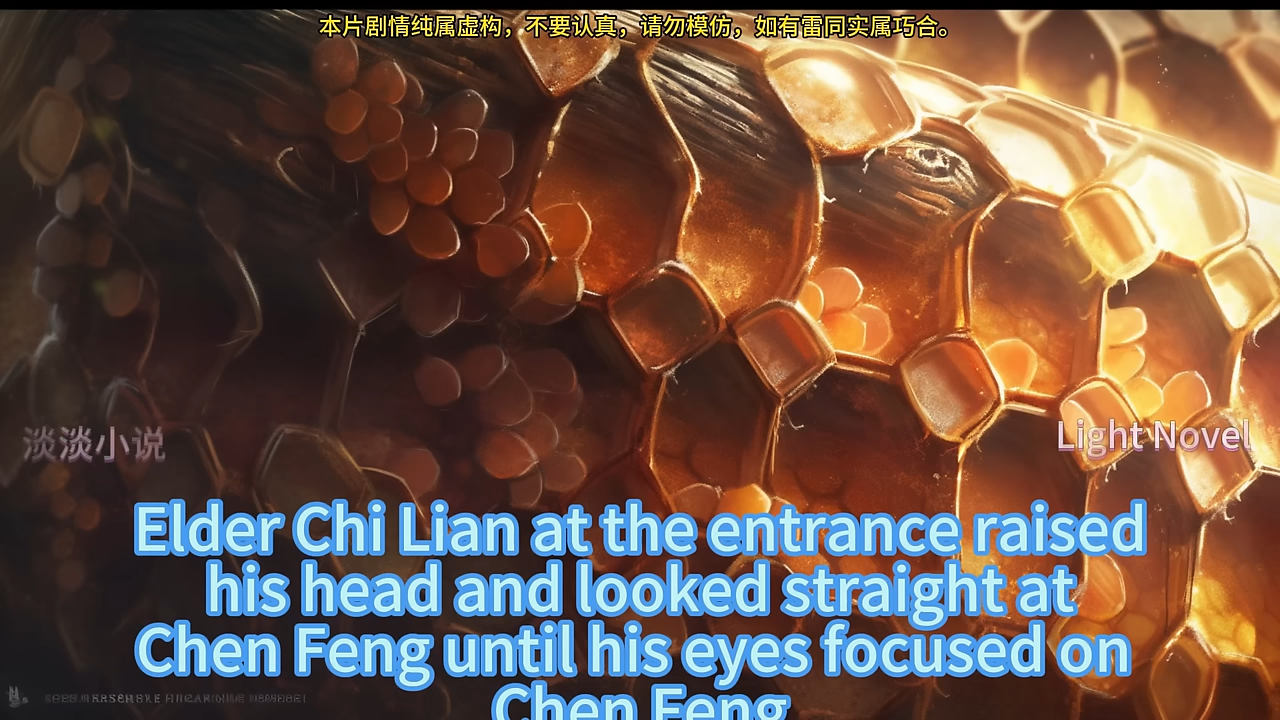 本片剧情纯属虚构，不要认真，请勿模仿，如有雷同实属巧合。
淡淡小说
Light Novel
Elder Chi Lian at the entrance raised
his head and looked straight at
Chen Feng until his eyes focused on
Chen Feng